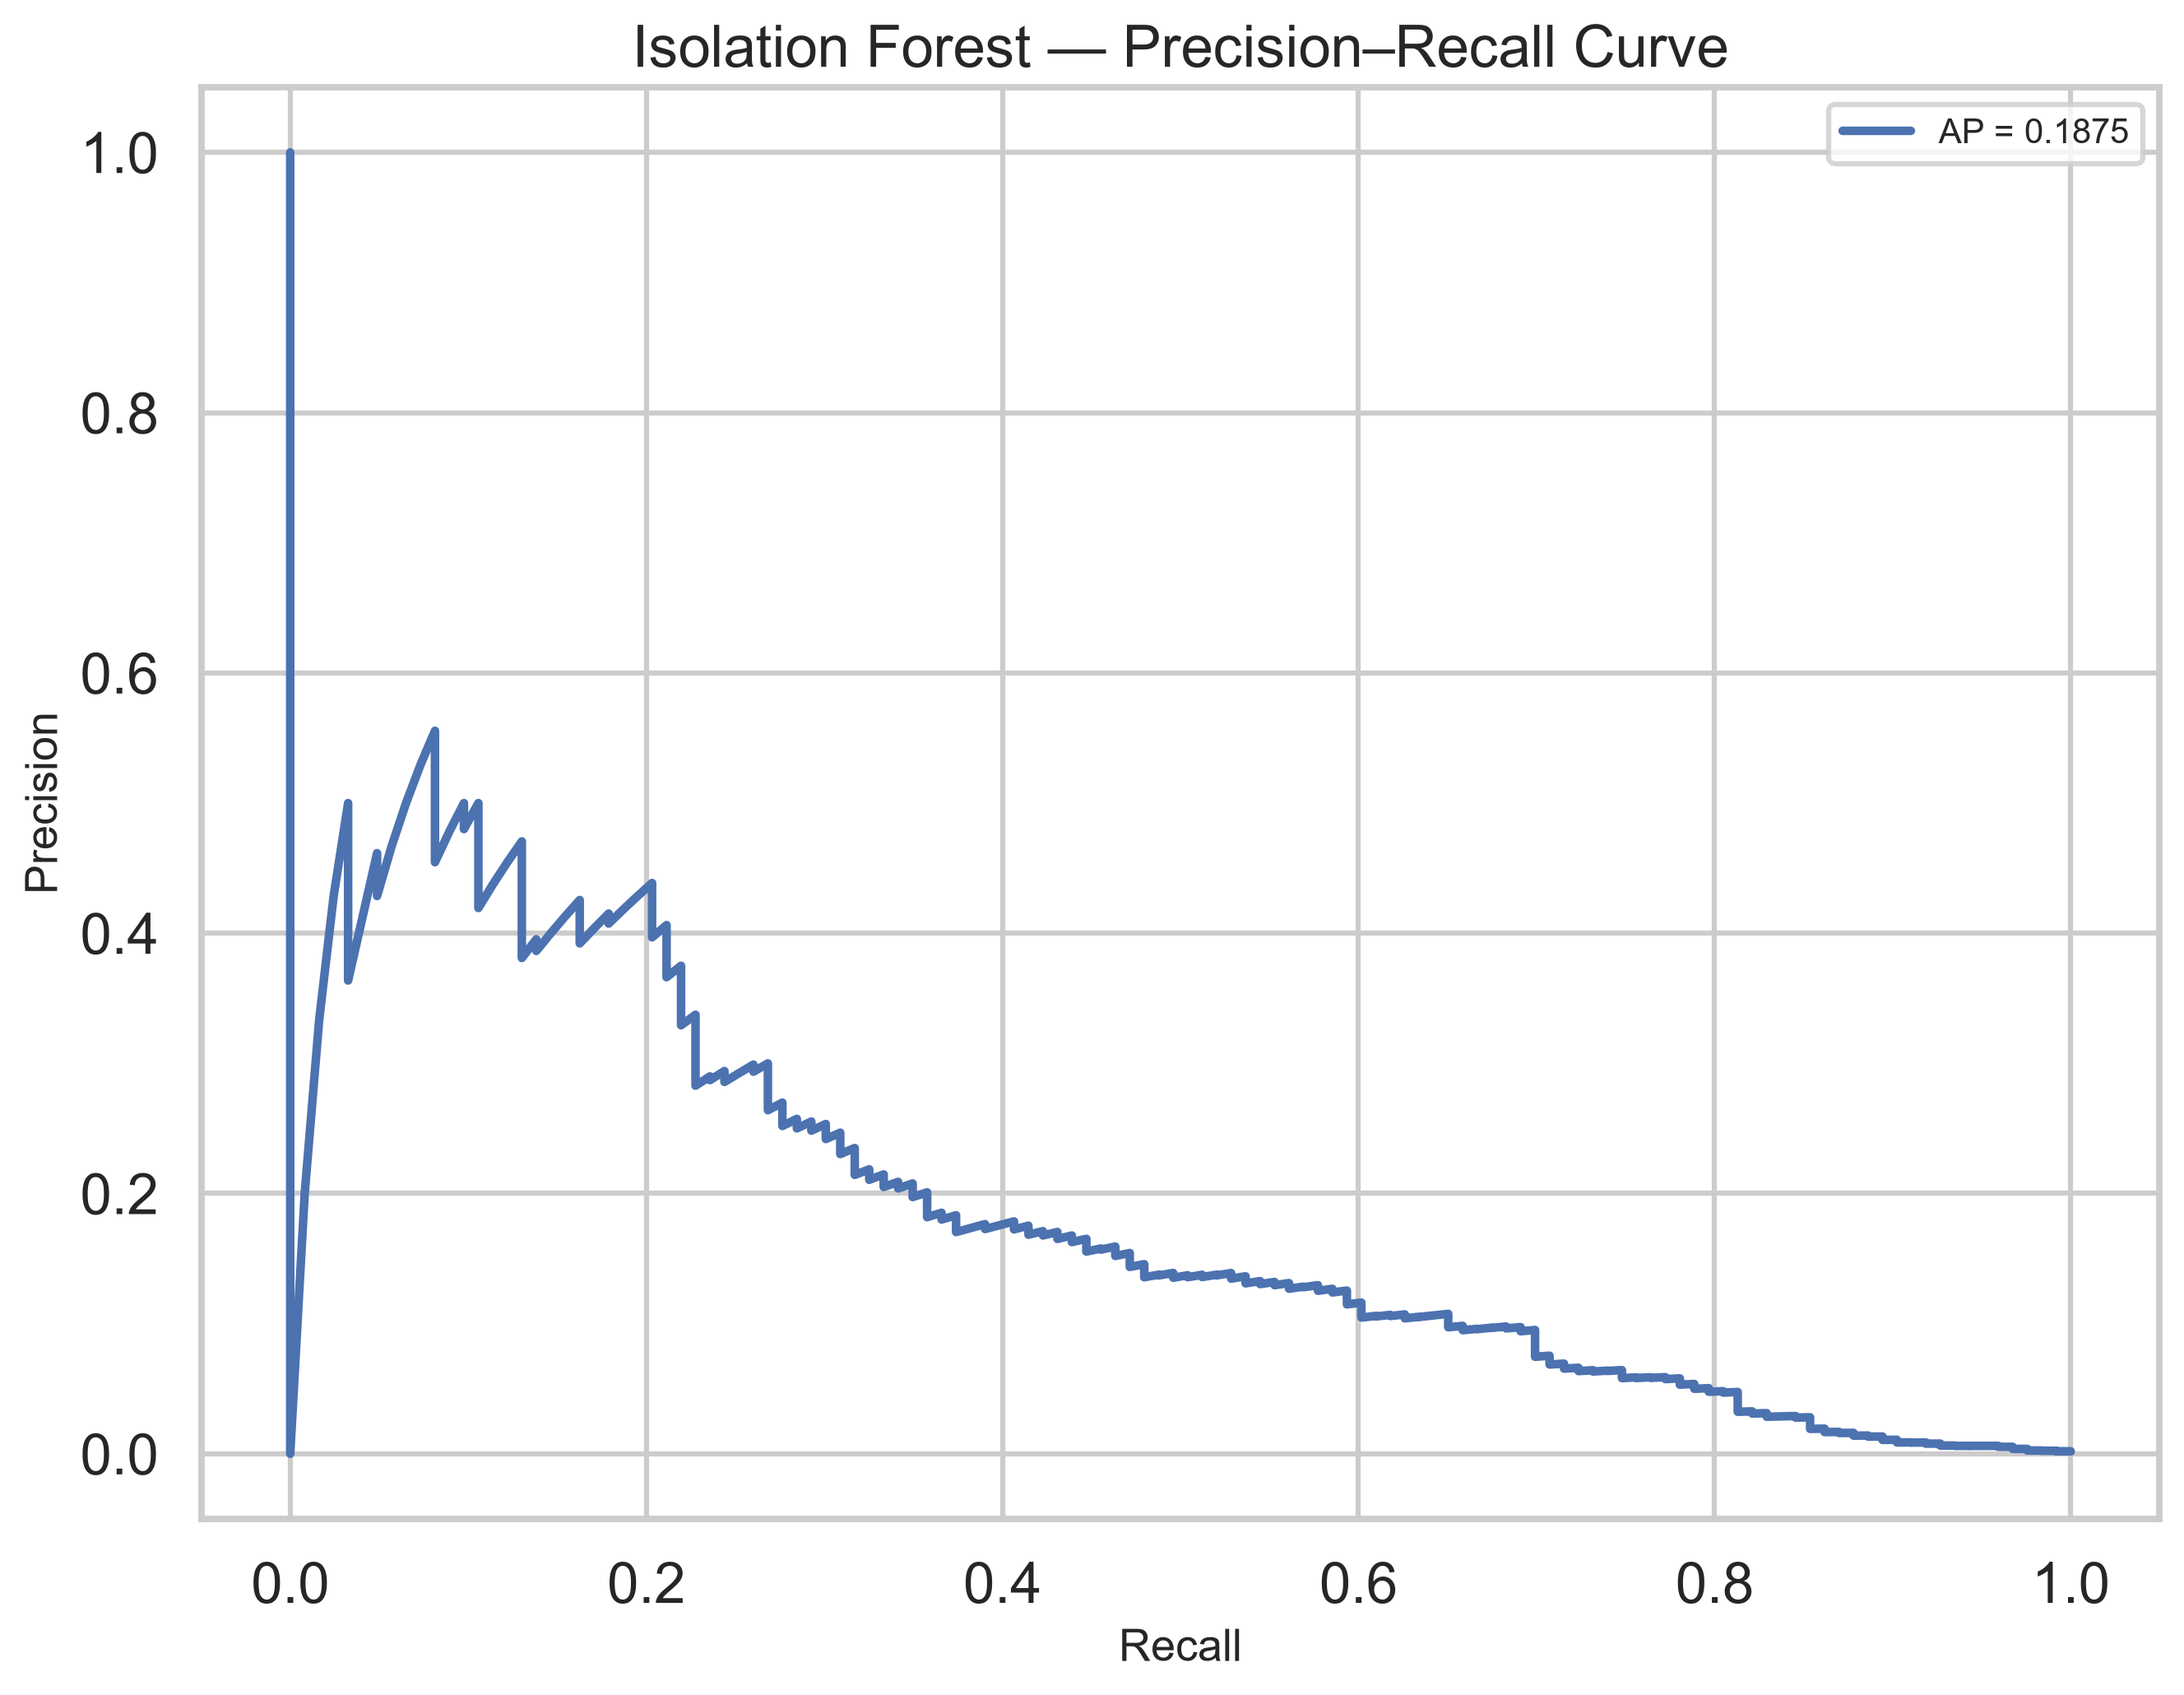 Isolation Forest — Precision–Recall Curve
AP = 0.1875
1.0
0.8
0.6
0.4
0.2
0.0
Precision
0.0 0.2 0.4 0.6 0.8 1.0
Recall